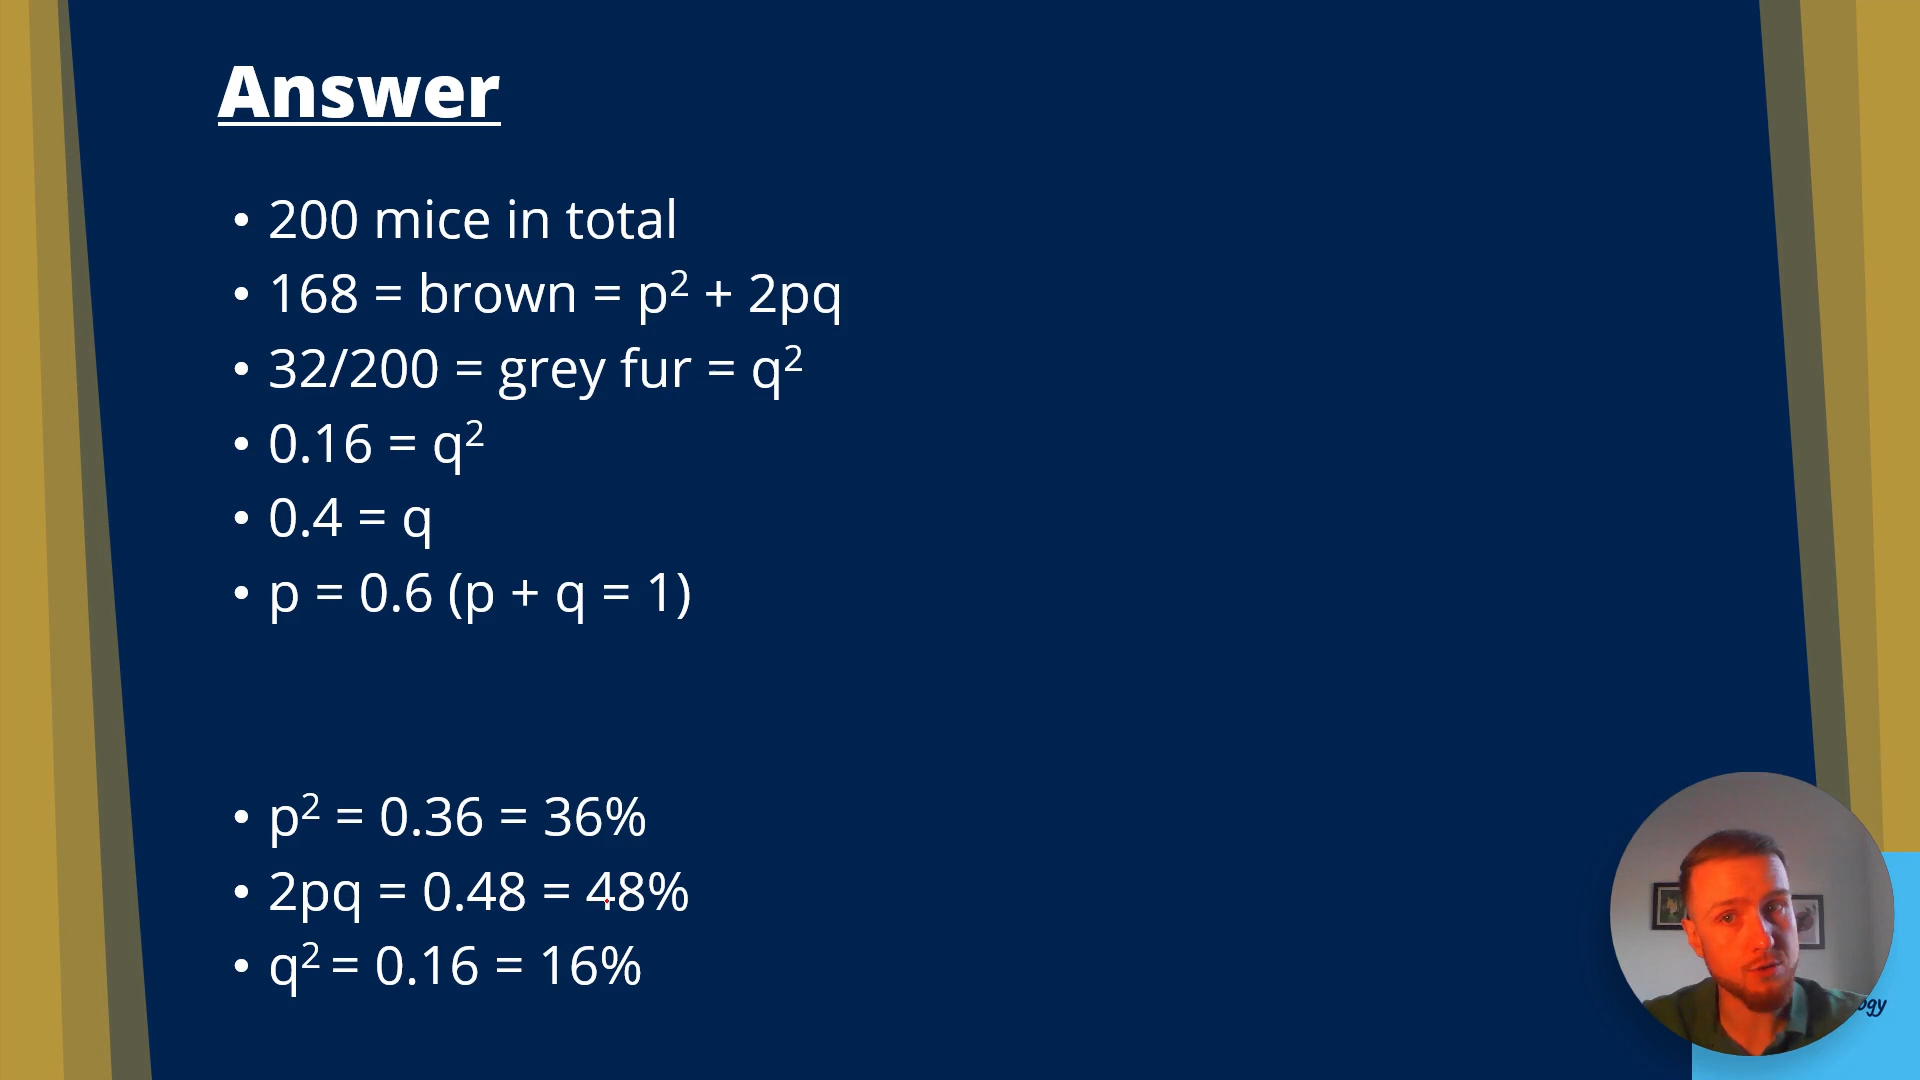 Answer
• 200 mice in total
• 168 = brown = p² + 2pq
• 32/200 = grey fur = q²
• 0.16 = q²
• 0.4 = q
• p = 0.6 (p + q = 1)
• p² = 0.36 = 36%
• 2pq = 0.48 = 48%
• q² = 0.16 = 16%